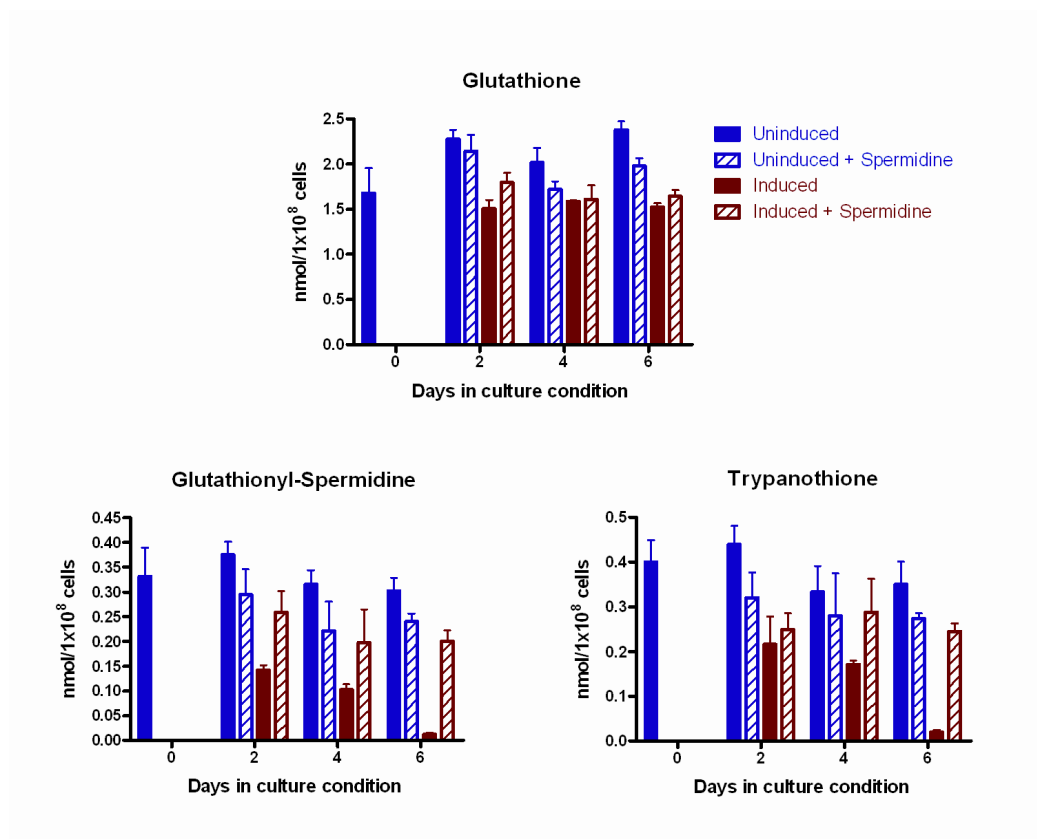 Glutathione
2.5
2.0
1.5
1.0
0.5
0.0
nmol/1x10⁸ cells
0 2 4 6
Days in culture condition
Uninduced
Uninduced + Spermidine
Induced
Induced + Spermidine
Glutathionyl-Spermidine
0.45
0.40
0.35
0.30
0.25
0.20
0.15
0.10
0.05
0.00
nmol/1x10⁸ cells
0 2 4 6
Days in culture condition
Trypanothione
0.5
0.4
0.3
0.2
0.1
0.0
nmol/1x10⁸ cells
0 2 4 6
Days in culture condition